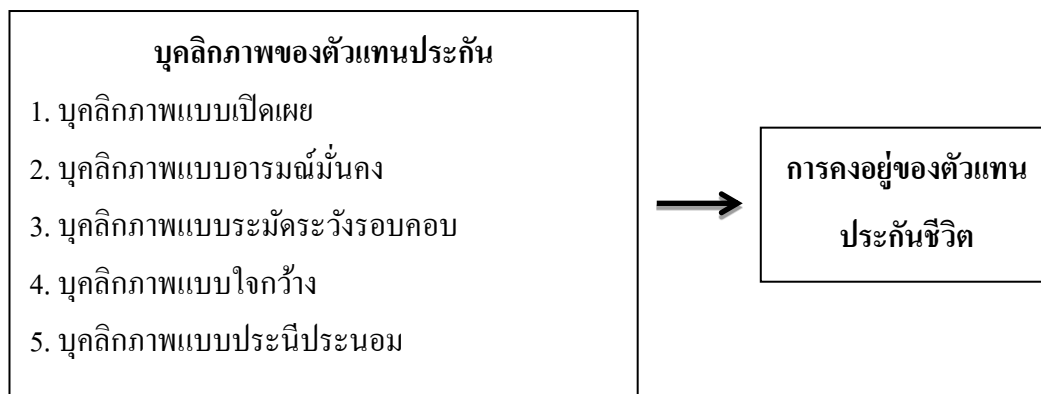 บุคลิกภาพของตัวแทนประกัน
1. บุคลิกภาพแบบเปิดเผย
2. บุคลิกภาพแบบอารมณ์มั่นคง
3. บุคลิกภาพแบบระมัดระวังรอบคอบ
4. บุคลิกภาพแบบใจกว้าง
5. บุคลิกภาพแบบประนีประนอม
การคงอยู่ของตัวแทน
ประกันชีวิต